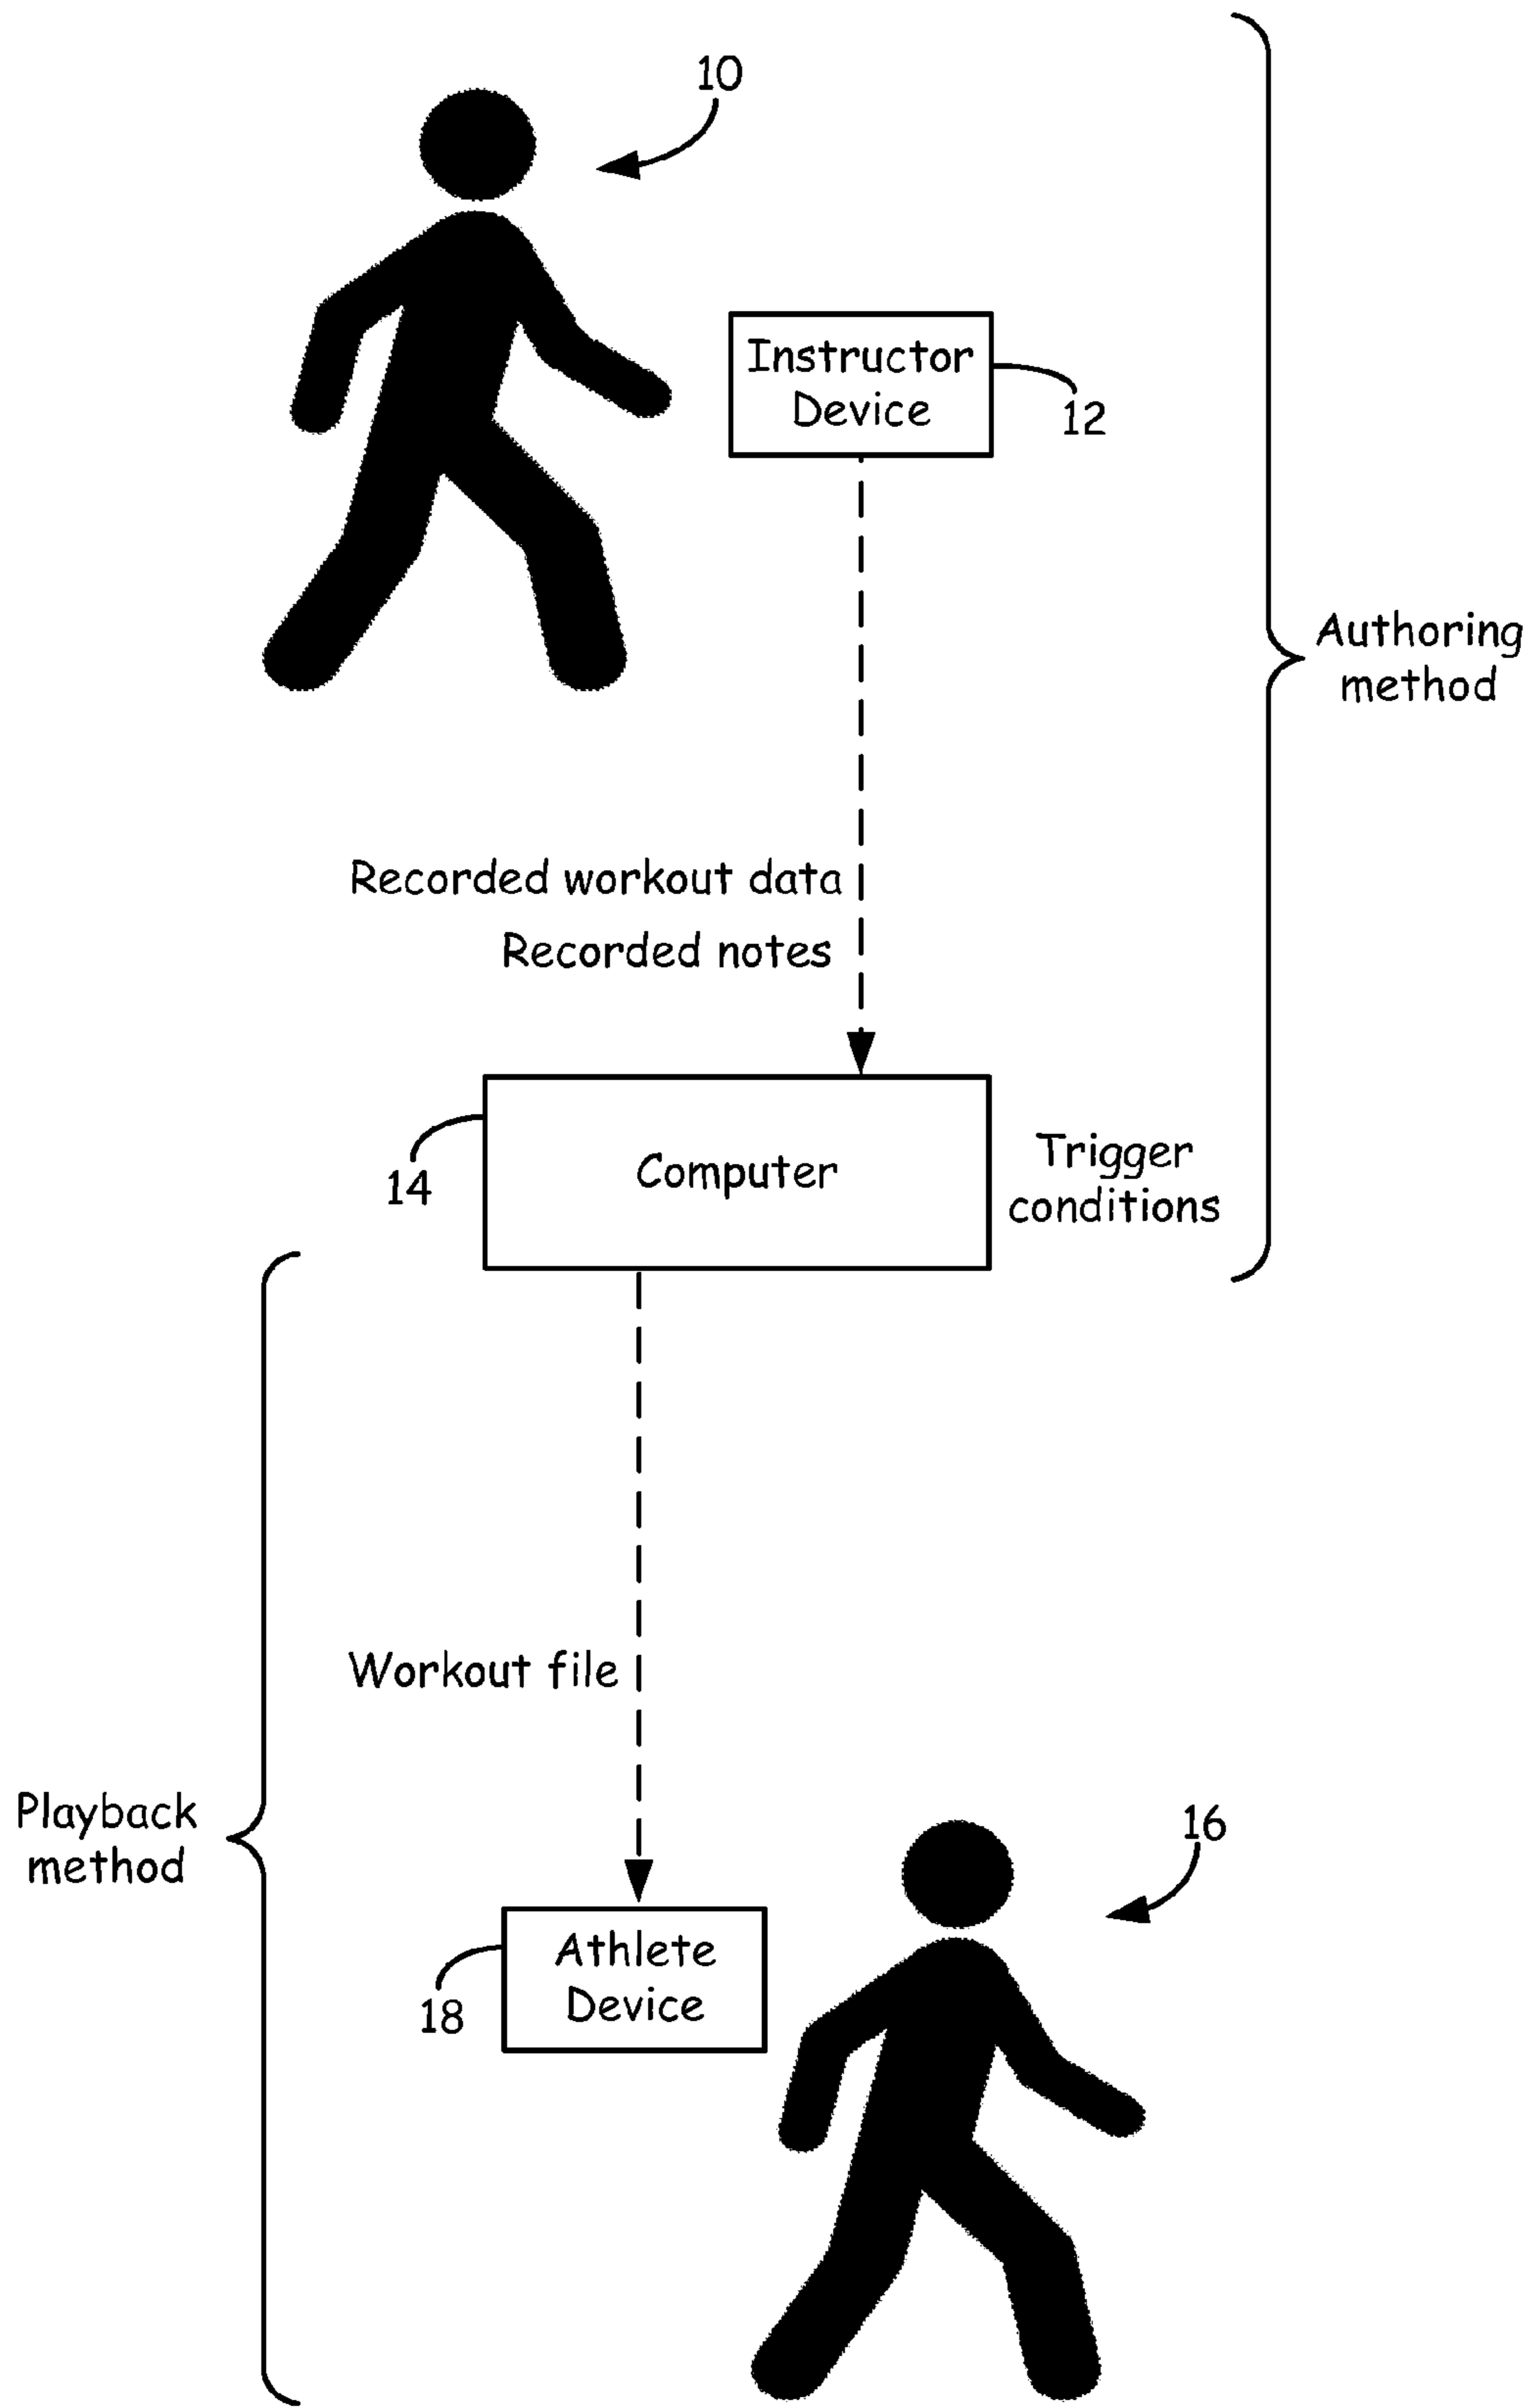 10
Instructor
Device
12
Authoring
method
Recorded workout data
Recorded notes
Computer
14
Trigger
conditions
Workout file
Playback
method
16
Athlete
Device
18